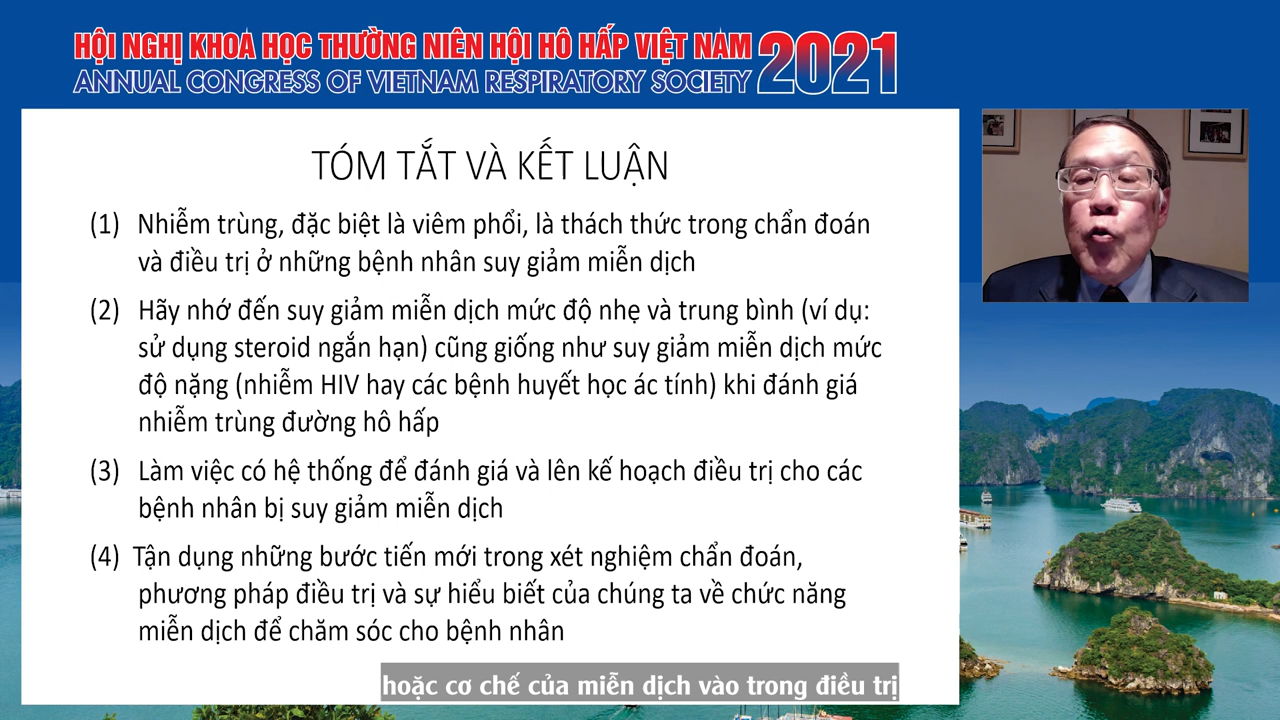 HỘI NGHỊ KHOA HỌC THƯỜNG NIÊN HỘI HÔ HẤP VIỆT NAM
ANNUAL CONGRESS OF VIETNAM RESPIRATORY SOCIETY
2021
TÓM TẮT VÀ KẾT LUẬN
(1) Nhiễm trùng, đặc biệt là viêm phổi, là thách thức trong chẩn đoán
và điều trị ở những bệnh nhân suy giảm miễn dịch
(2) Hãy nhớ đến suy giảm miễn dịch mức độ nhẹ và trung bình (ví dụ:
sử dụng steroid ngắn hạn) cũng giống như suy giảm miễn dịch mức
độ nặng (nhiễm HIV hay các bệnh huyết học ác tính) khi đánh giá
nhiễm trùng đường hô hấp
(3) Làm việc có hệ thống để đánh giá và lên kế hoạch điều trị cho các
bệnh nhân bị suy giảm miễn dịch
(4) Tận dụng những bước tiến mới trong xét nghiệm chẩn đoán,
phương pháp điều trị và sự hiểu biết của chúng ta về chức năng
miễn dịch để chăm sóc cho bệnh nhân
hoặc cơ chế của miễn dịch vào trong điều trị